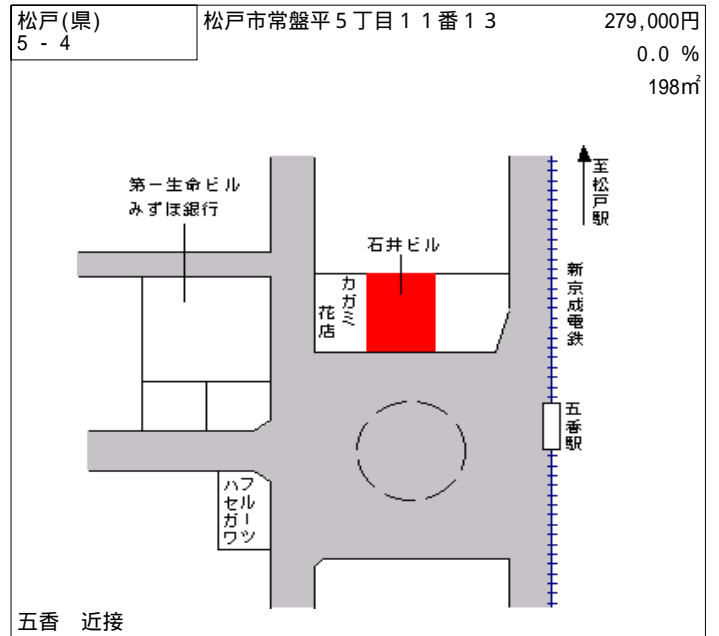 松戸(県)
5 - 4
松戸市常盤平５丁目１１番１３
279,000円
0.0 %
198㎡
至松戸駅
第一生命ビル
みずほ銀行
石井ビル
カガミ
花店
新京成電鉄
五香駅
フルーツ
ハセガワ
五香　近接